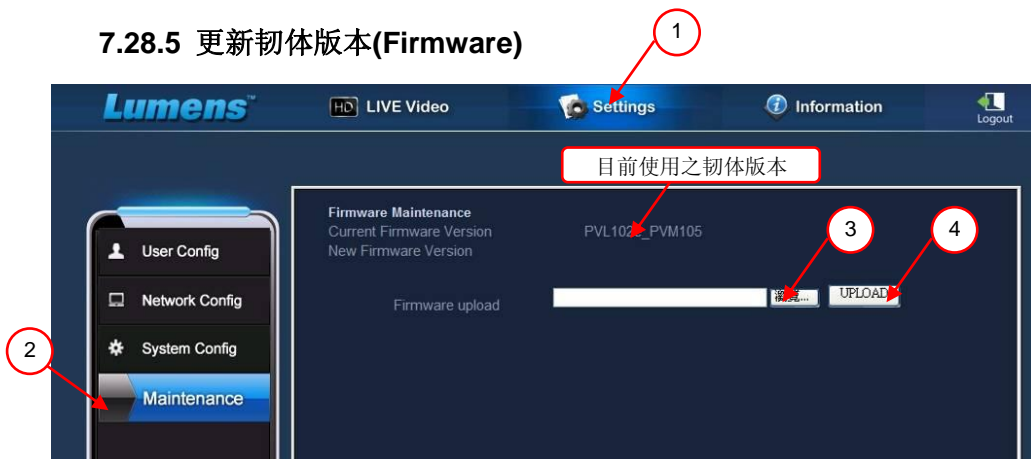 7.28.5 更新韧体版本(Firmware)
1
Lumens™
HD LIVE Video
Settings
Information
Logout
目前使用之韧体版本
Firmware Maintenance
Current Firmware Version
PVM105
New Firmware Version
3
4
Firmware upload
UPLOAD
User Config
Network Config
System Config
2
Maintenance